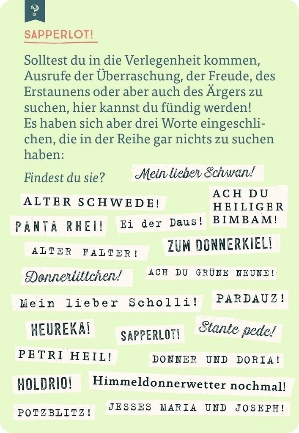 ?
SAPPERLOT!
Solltest du in die Verlegenheit kommen,
Ausrufe der Überraschung, der Freude, des
Erstaunens oder aber auch des Ärgers zu
suchen, hier kannst du fündig werden!
Es haben sich aber drei Worte eingeschli-
chen, die in der Reihe gar nichts zu suchen
haben:
Findest du sie?
Mein lieber Schwan!
ALTER SCHWEDE!
ACH DU
HEILIGER
BIMBAM!
PANTA RHEI!
Ei der Daus!
ALTER FALTER!
ZUM DONNERKIEL!
Donnerlittchen!
ACH DU GRÜNE NEUNE!
Mein lieber Scholli!
PARDAUZ!
HEUREKA!
SAPPERLOT!
Stante pede!
PETRI HEIL!
DONNER UND DORIA!
HOLDRIO!
Himmeldonnerwetter nochmal!
POTZBLITZ!
JESSES MARIA UND JOSEPH!